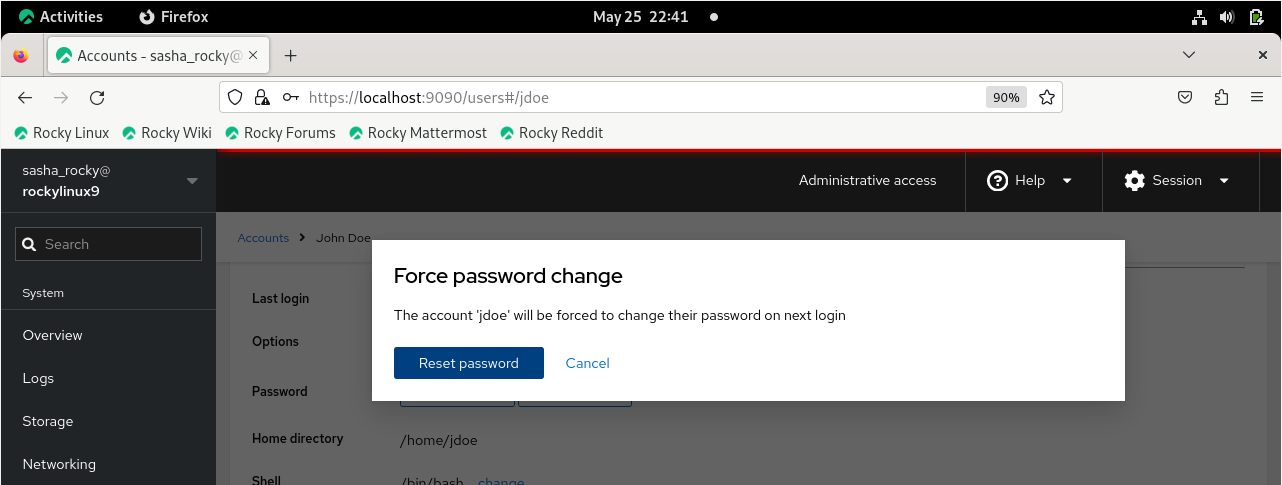 Activities Firefox May 25 22:41
Accounts - sasha_rocky@
https://localhost:9090/users#/jdoe 90%
Rocky Linux Rocky Wiki Rocky Forums Rocky Mattermost Rocky Reddit
sasha_rocky@
rockylinux9
Administrative access Help Session
Search
Accounts John Doe
System
Overview
Logs
Storage
Networking
Force password change
The account 'jdoe' will be forced to change their password on next login
Reset password Cancel
Last login
Options
Password
Home directory /home/jdoe
Shell /bin/bash change